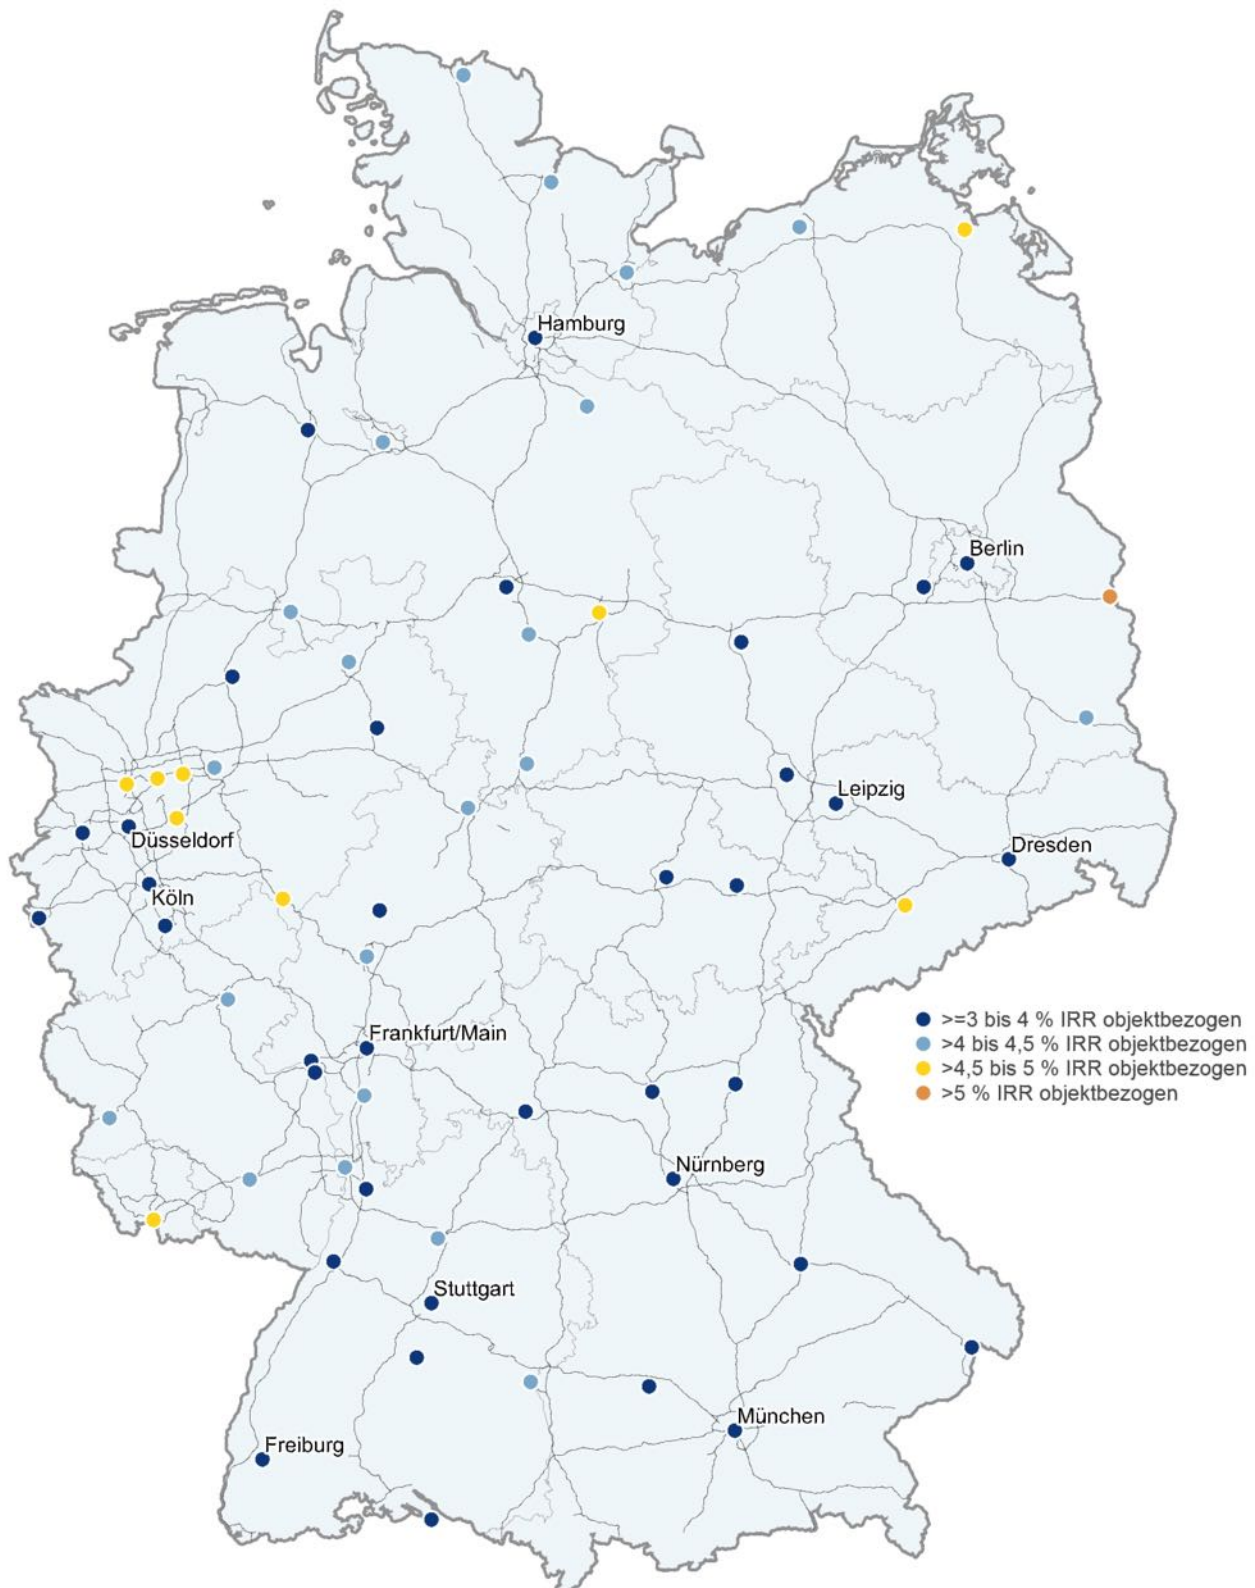 Hamburg
Berlin
Leipzig
Düsseldorf
Dresden
Köln
>=3 bis 4 % IRR objektbezogen
>4 bis 4,5 % IRR objektbezogen
>4,5 bis 5 % IRR objektbezogen
>5 % IRR objektbezogen
Frankfurt/Main
Nürnberg
Stuttgart
München
Freiburg